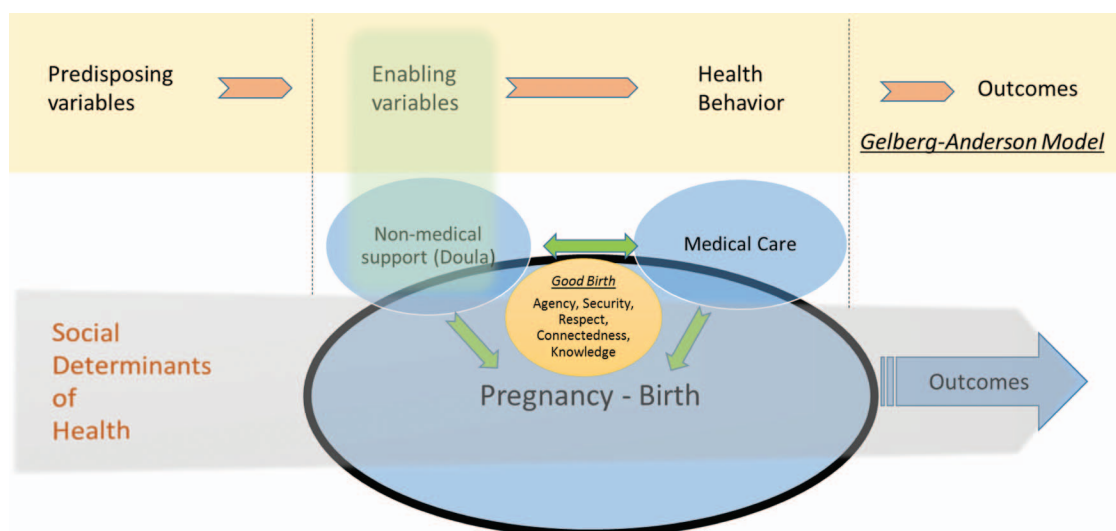 Predisposing
variables
Enabling
variables
Health
Behavior
Outcomes
Gelberg-Anderson Model
Non-medical
support (Doula)
Medical Care
Good Birth
Agency, Security,
Respect,
Connectedness,
Knowledge
Social
Determinants
of
Health
Pregnancy - Birth
Outcomes